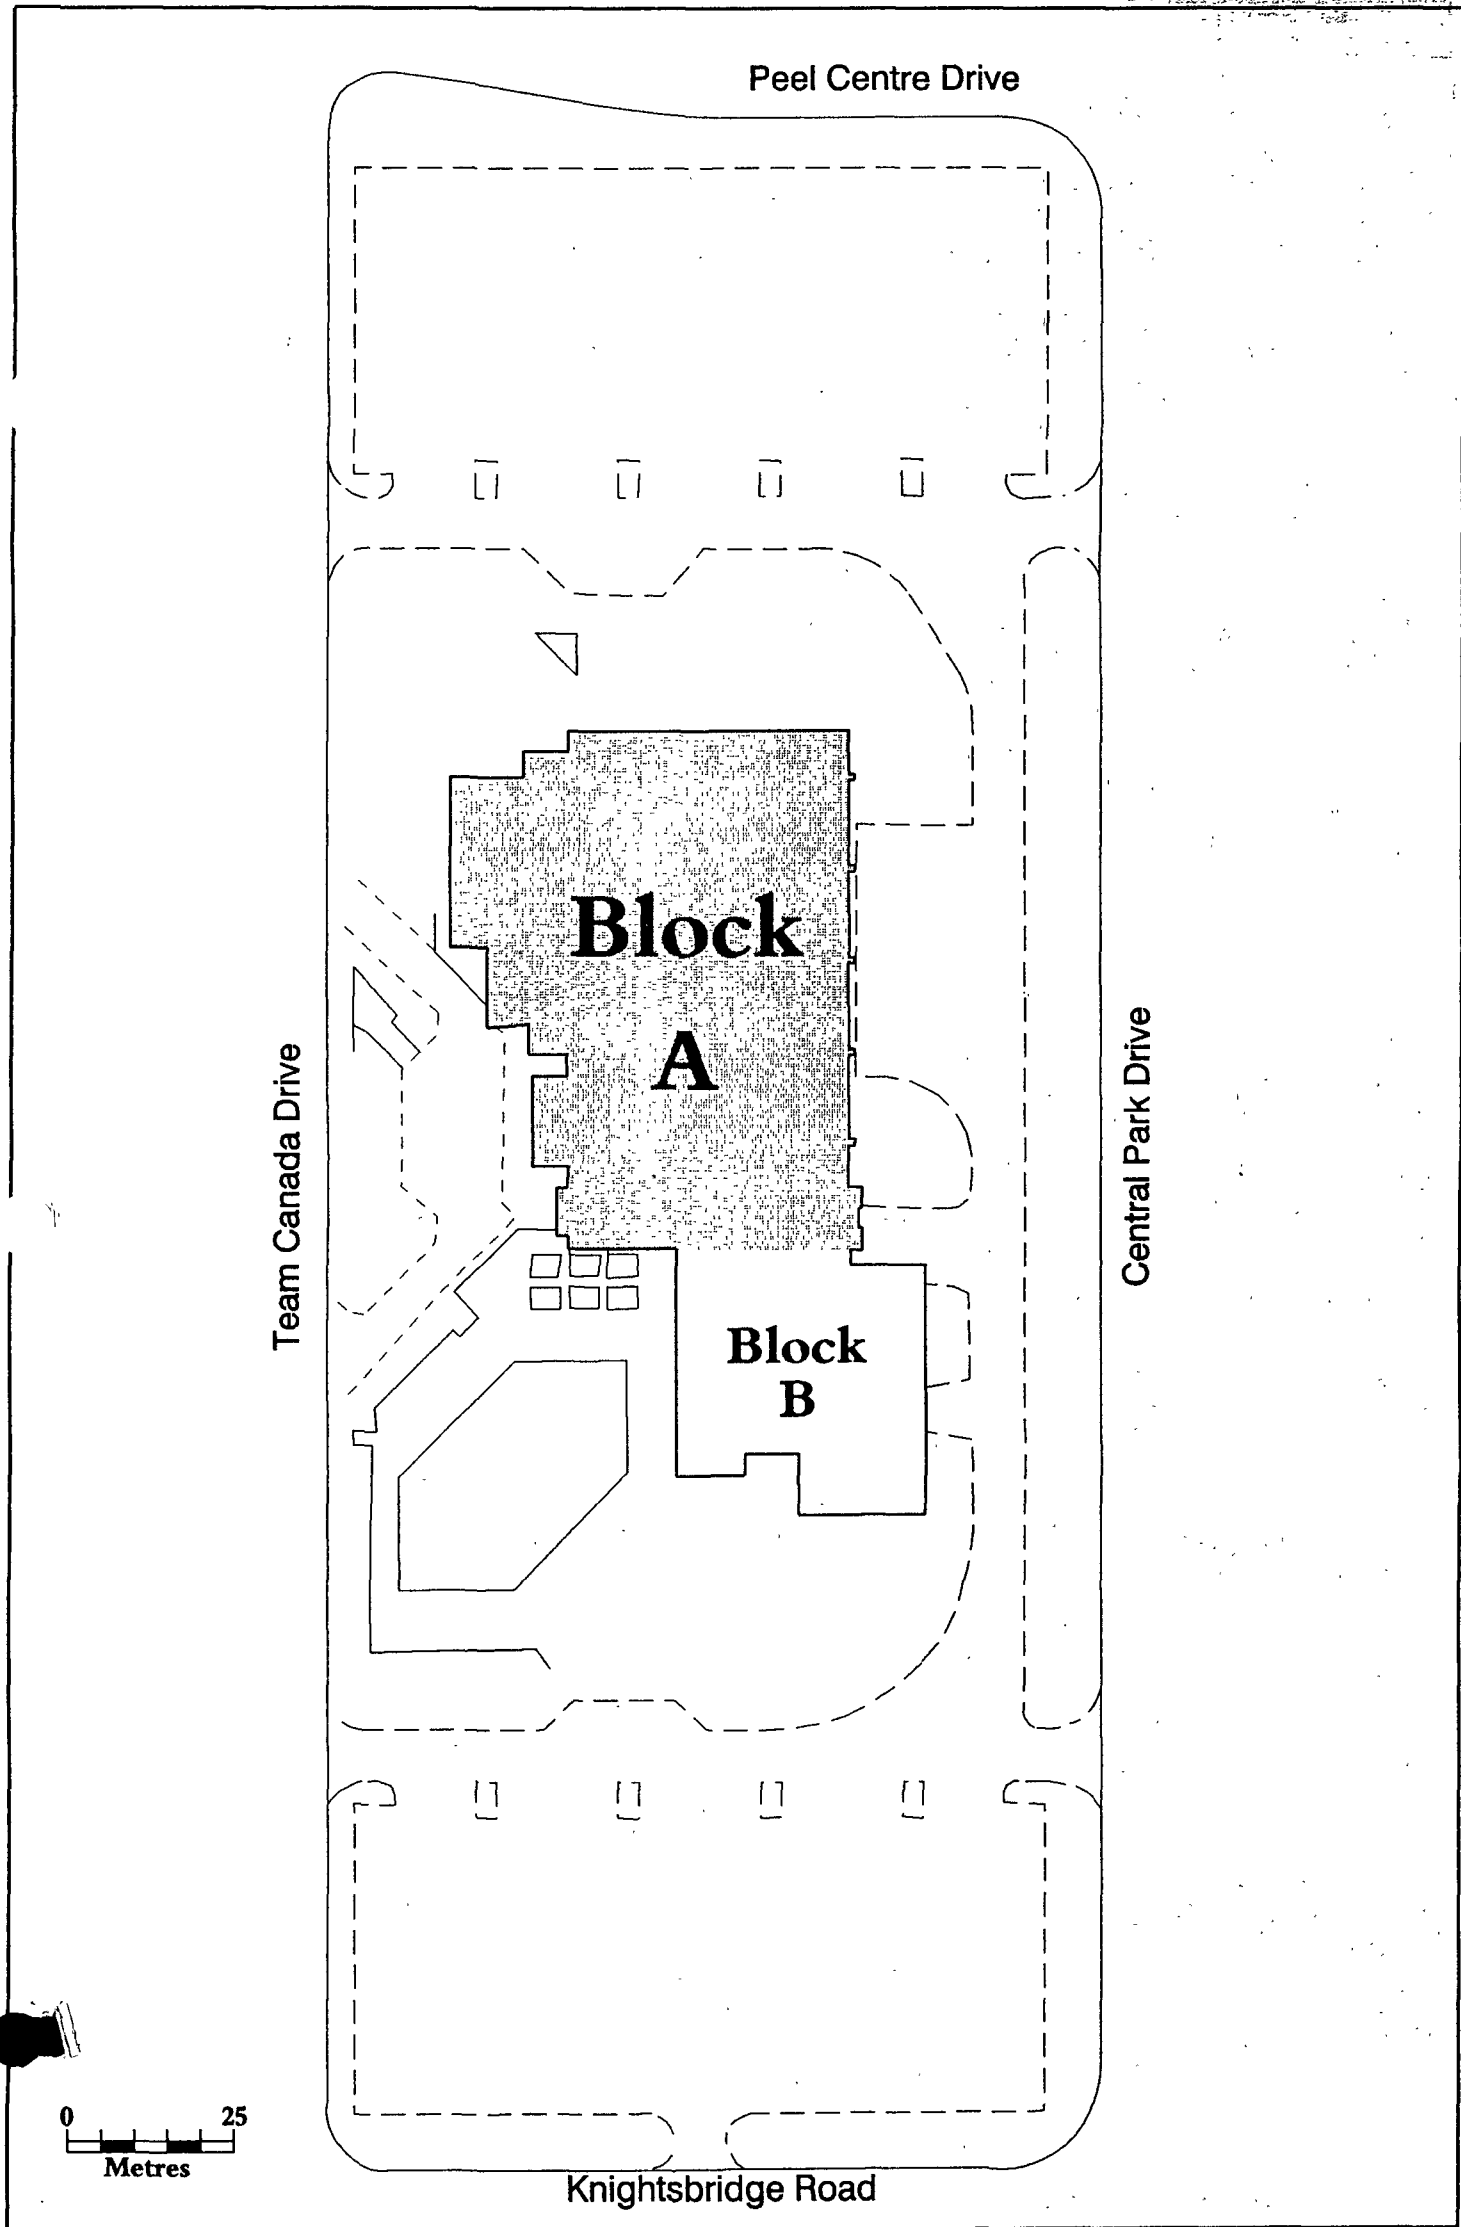 Peel Centre Drive
Block
A
Team Canada Drive
Central Park Drive
Block
B
0 25
Metres
Knightsbridge Road